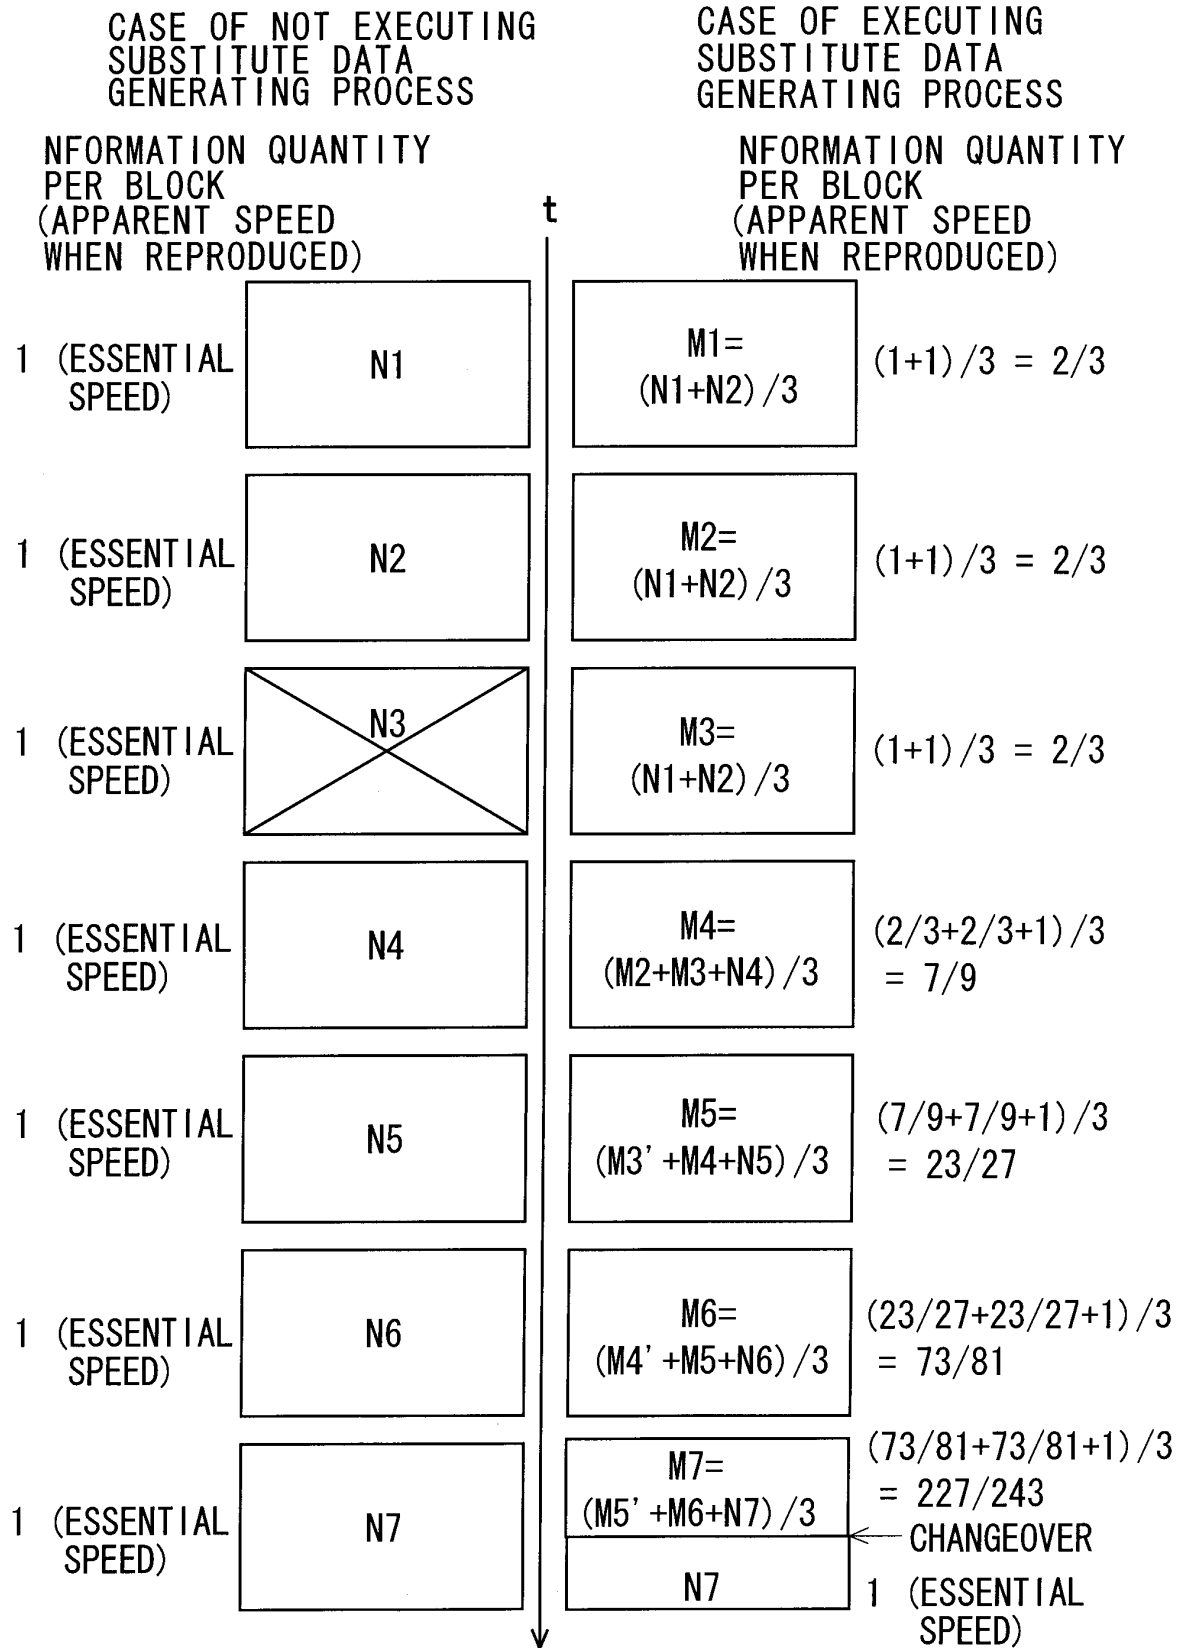 CASE OF NOT EXECUTING
SUBSTITUTE DATA
GENERATING PROCESS
CASE OF EXECUTING
SUBSTITUTE DATA
GENERATING PROCESS
NFORMATION QUANTITY
PER BLOCK
(APPARENT SPEED
WHEN REPRODUCED)
t
NFORMATION QUANTITY
PER BLOCK
(APPARENT SPEED
WHEN REPRODUCED)
1 (ESSENTIAL
SPEED)
N1
M1=
(N1+N2)/3
(1+1)/3 = 2/3
1 (ESSENTIAL
SPEED)
N2
M2=
(N1+N2)/3
(1+1)/3 = 2/3
1 (ESSENTIAL
SPEED)
N3
M3=
(N1+N2)/3
(1+1)/3 = 2/3
1 (ESSENTIAL
SPEED)
N4
M4=
(M2+M3+N4)/3
(2/3+2/3+1)/3
= 7/9
1 (ESSENTIAL
SPEED)
N5
M5=
(M3'+M4+N5)/3
(7/9+7/9+1)/3
= 23/27
1 (ESSENTIAL
SPEED)
N6
M6=
(M4'+M5+N6)/3
(23/27+23/27+1)/3
= 73/81
1 (ESSENTIAL
SPEED)
N7
M7=
(M5'+M6+N7)/3
(73/81+73/81+1)/3
= 227/243
CHANGEOVER
N7
1 (ESSENTIAL
SPEED)